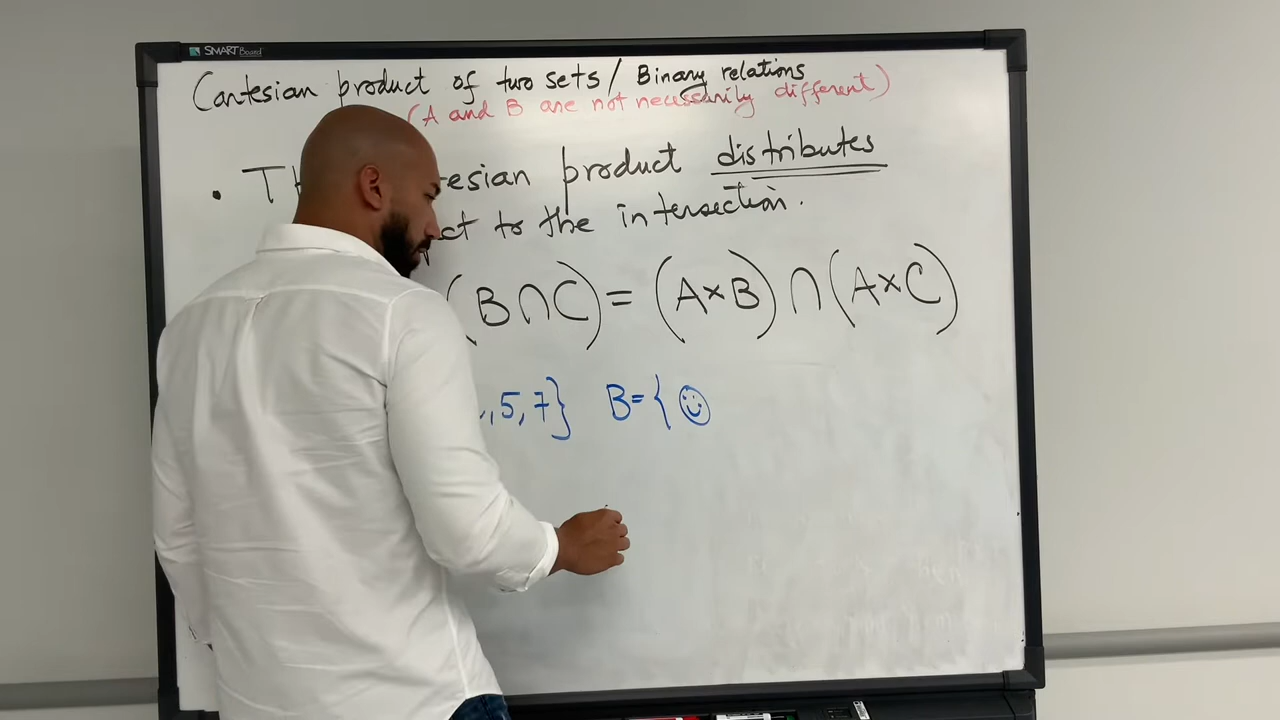 SMART Board
Cartesian product of two sets / Binary relations
(A and B are not necessarily different)
• esian product distributes
ct to the intersection.
(B∩C) = (A×B) ∩ (A×C)
,5,7} B={☺